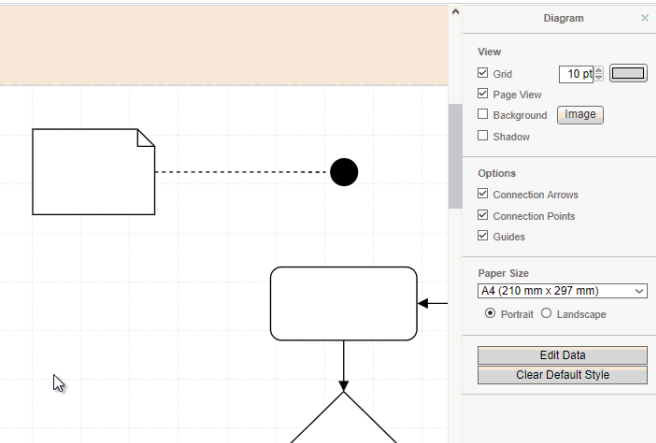 Diagram
View
Grid 10 pt
Page View
Background Image
Shadow
Options
Connection Arrows
Connection Points
Guides
Paper Size
A4 (210 mm x 297 mm)
Portrait Landscape
Edit Data
Clear Default Style